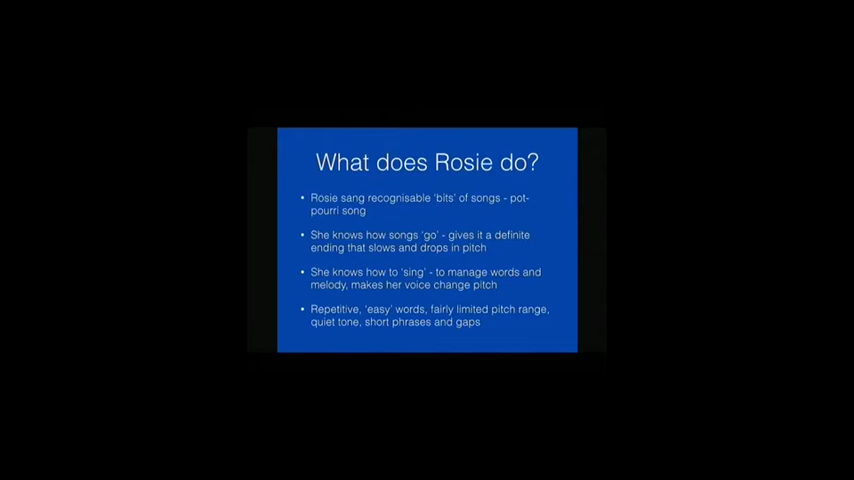 What does Rosie do?
• Rosie sang recognisable 'bits' of songs - pot-
pourri song
• She knows how songs 'go' - gives it a definite
ending that slows and drops in pitch
• She knows how to 'sing' - to manage words and
melody, makes her voice change pitch
• Repetitive, 'easy' words, fairly limited pitch range,
quiet tone, short phrases and gaps